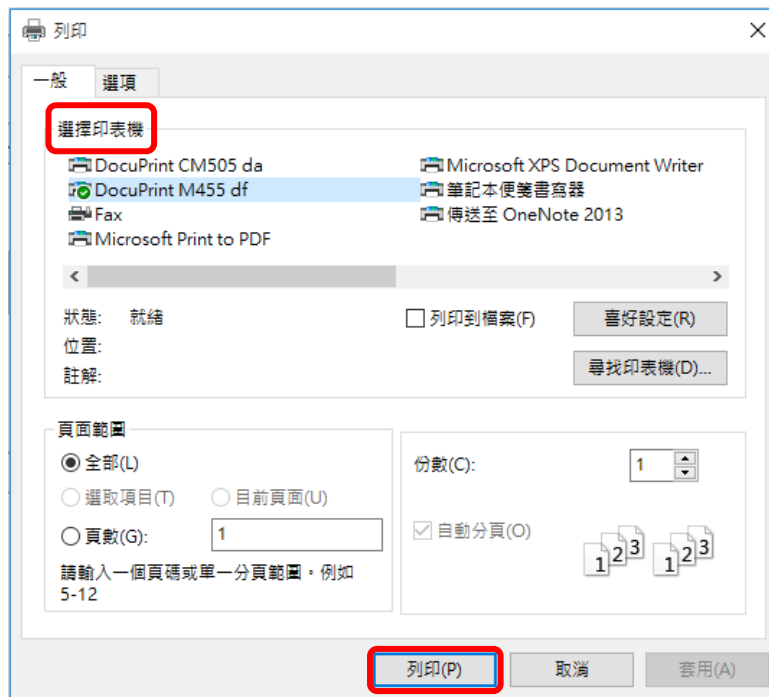 列印
一般 選項
選擇印表機
DocuPrint CM505 da
DocuPrint M455 df
Fax
Microsoft Print to PDF
Microsoft XPS Document Writer
筆記本便箋書寫器
傳送至 OneNote 2013
狀態: 就緒
位置:
註解:
列印到檔案(F)
喜好設定(R)
尋找印表機(D)...
頁面範圍
全部(L)
選取項目(T) 目前頁面(U)
頁數(G): 1
請輸入一個頁碼或單一分頁範圍。例如
5-12
份數(C): 1
自動分頁(O)
1 2 3 1 2 3
列印(P) 取消 套用(A)